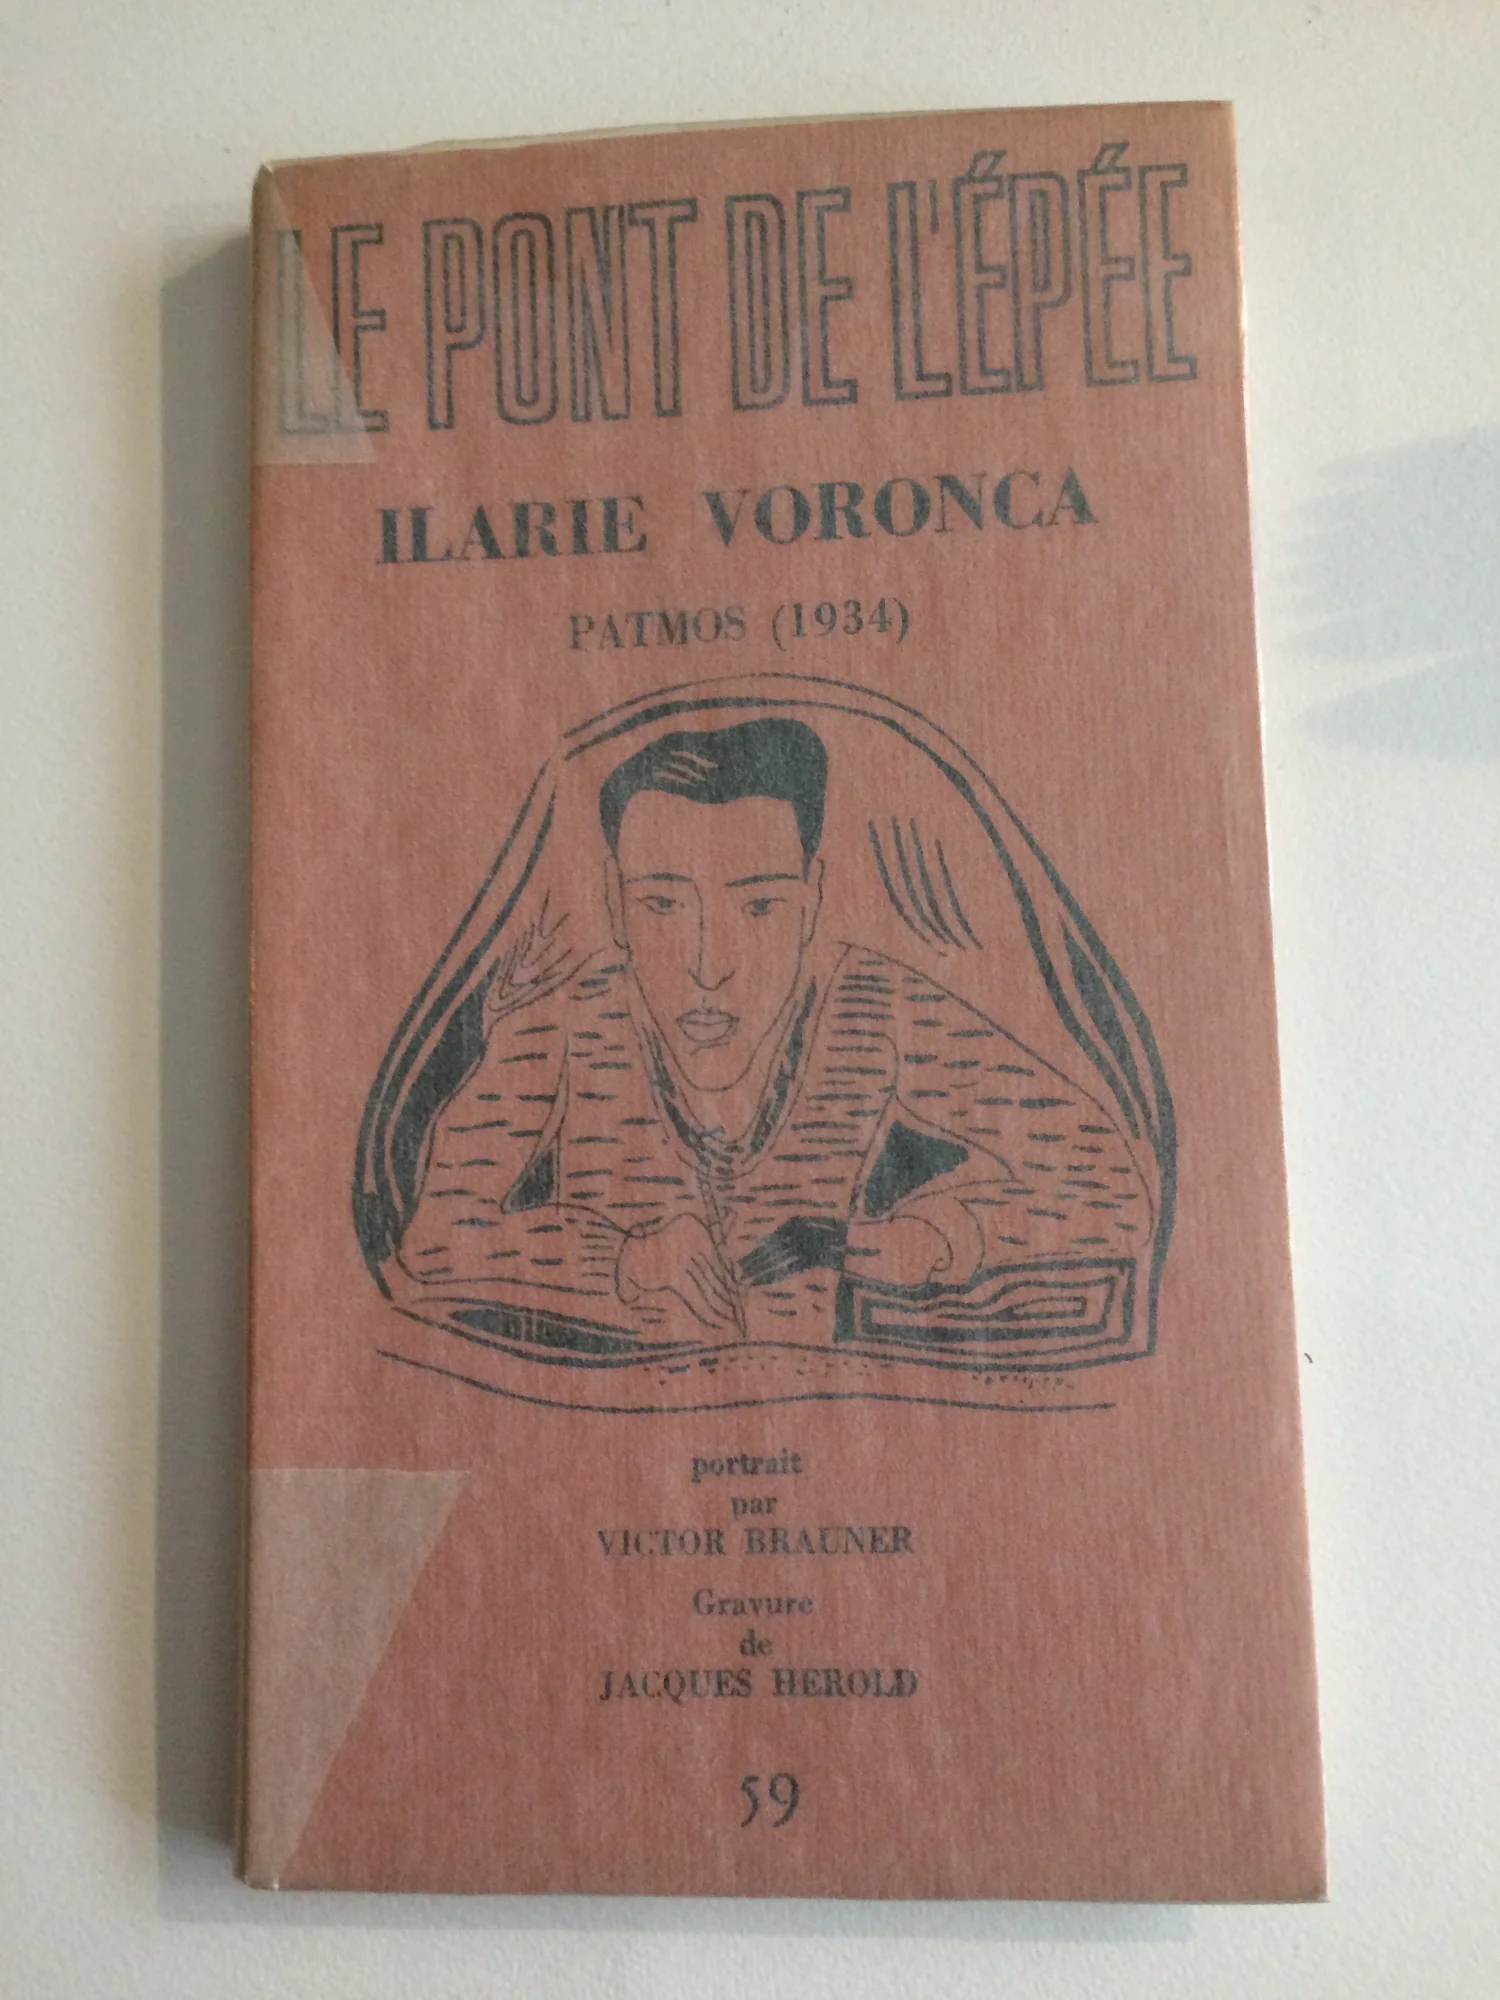 LE PONT DE L'ÉPÉE
ILARIE VORONCA
PATMOS (1934)
portrait
par
VICTOR BRAUNER
Gravure
de
JACQUES HEROLD
59